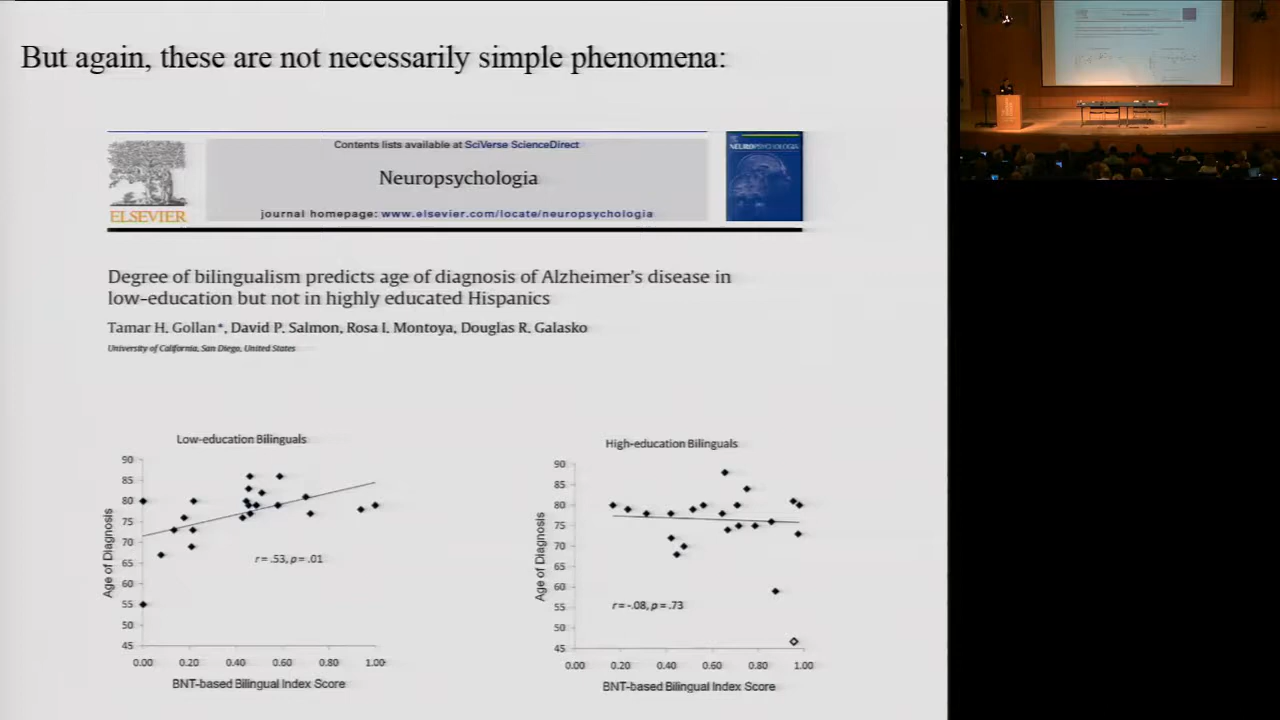 But again, these are not necessarily simple phenomena:
Contents lists available at SciVerse ScienceDirect
Neuropsychologia
journal homepage: www.elsevier.com/locate/neuropsychologia
ELSEVIER
NEUROPSYCHOLOGIA
Degree of bilingualism predicts age of diagnosis of Alzheimer's disease in
low-education but not in highly educated Hispanics
Tamar H. Gollan*, David P. Salmon, Rosa I. Montoya, Douglas R. Galasko
University of California, San Diego, United States
Low-education Bilinguals
90
85
80
75
70
65
60
55
50
45
Age of Diagnosis
r= .53, p= .01
0.00 0.20 0.40 0.60 0.80 1.00
BNT-based Bilingual Index Score
High-education Bilinguals
90
85
80
75
70
65
60
55
50
45
Age of Diagnosis
r= -.08, p= .73
0.00 0.20 0.40 0.60 0.80 1.00
BNT-based Bilingual Index Score